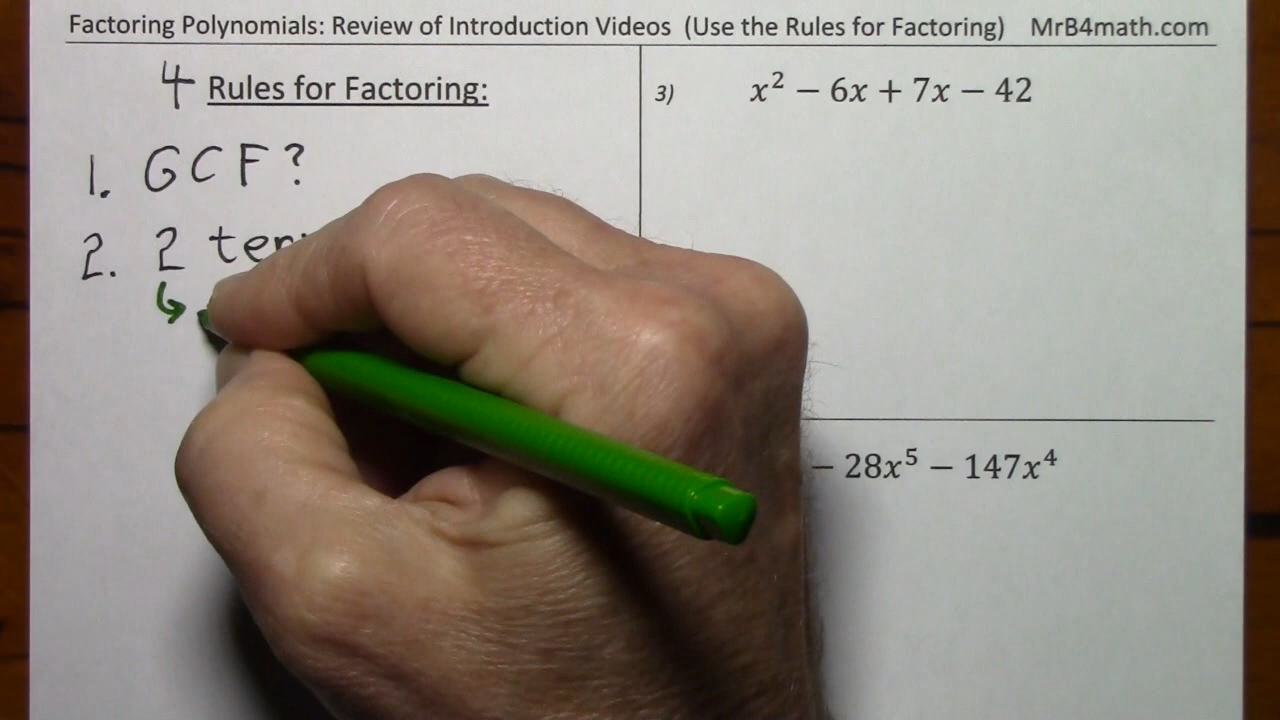 Factoring Polynomials: Review of Introduction Videos (Use the Rules for Factoring) MrB4math.com
4 Rules for Factoring:
1. GCF?
2. 2
3) x² − 6x + 7x − 42
− 28x⁵ − 147x⁴